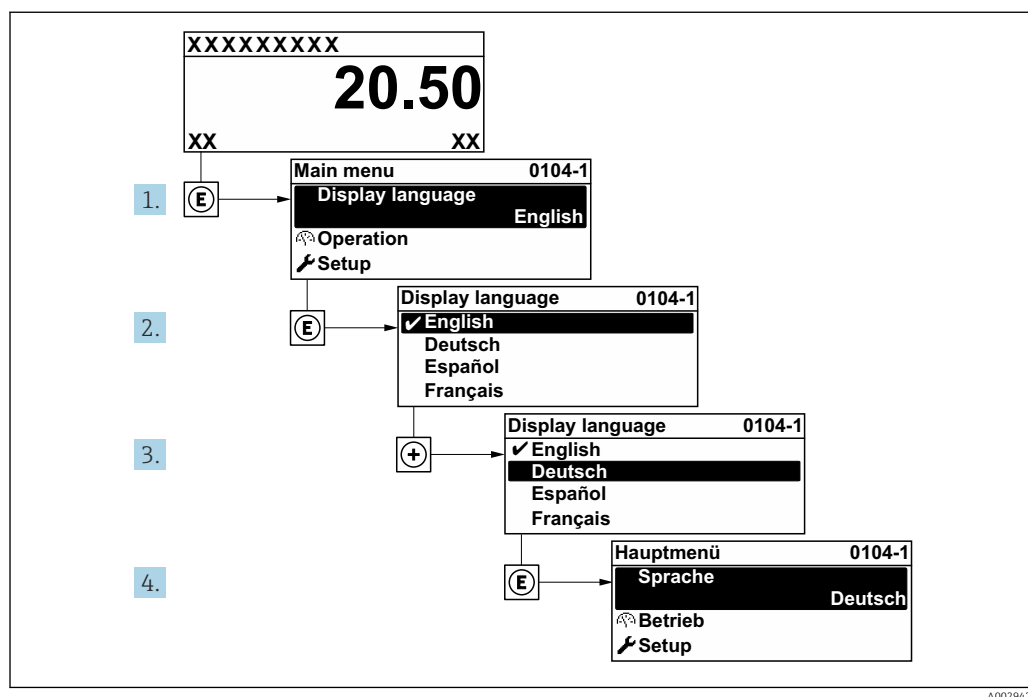 XXXXXXXXX
20.50
XX XX
1.
E
Main menu 0104-1
Display language
English
Operation
Setup
2.
E
Display language 0104-1
✔ English
Deutsch
Español
Français
3.
+
Display language 0104-1
✔ English
Deutsch
Español
Français
4.
E
Hauptmenü 0104-1
Sprache
Deutsch
Betrieb
Setup